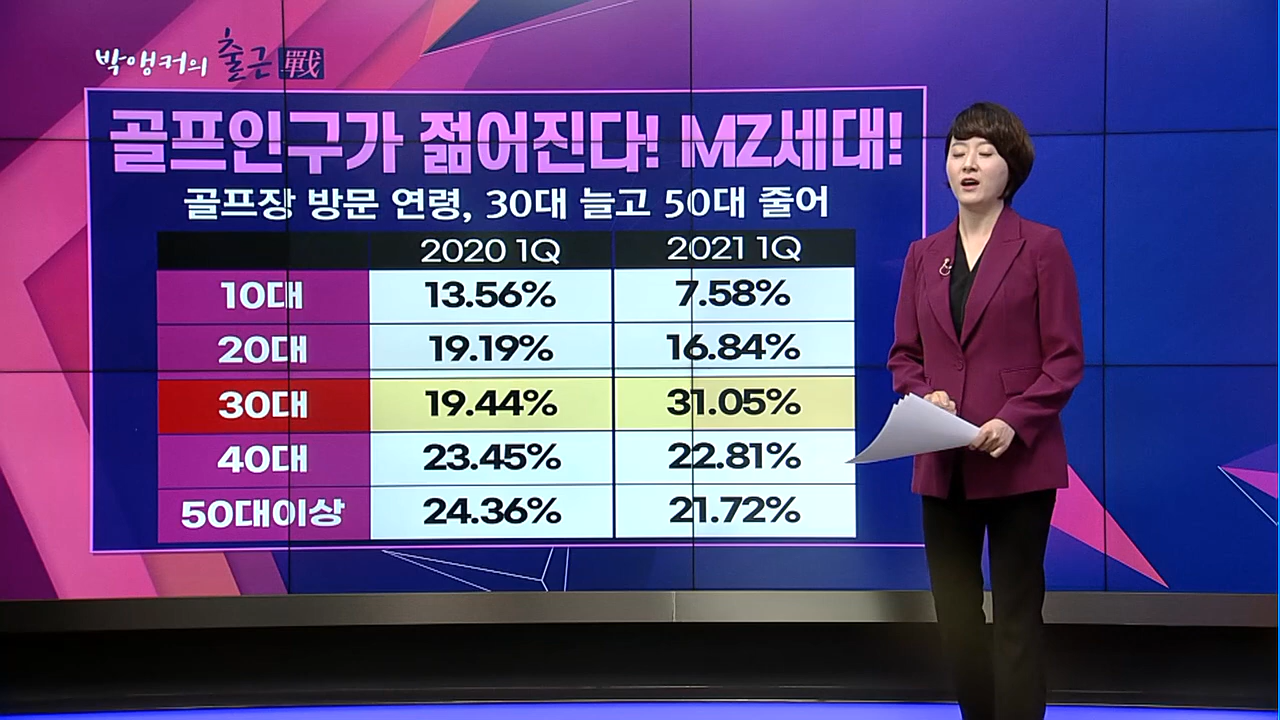 박앵커의 출근戰
골프인구가 젊어진다! MZ세대!
골프장 방문 연령, 30대 늘고 50대 줄어
2020 1Q 2021 1Q
10대 13.56% 7.58%
20대 19.19% 16.84%
30대 19.44% 31.05%
40대 23.45% 22.81%
50대이상 24.36% 21.72%